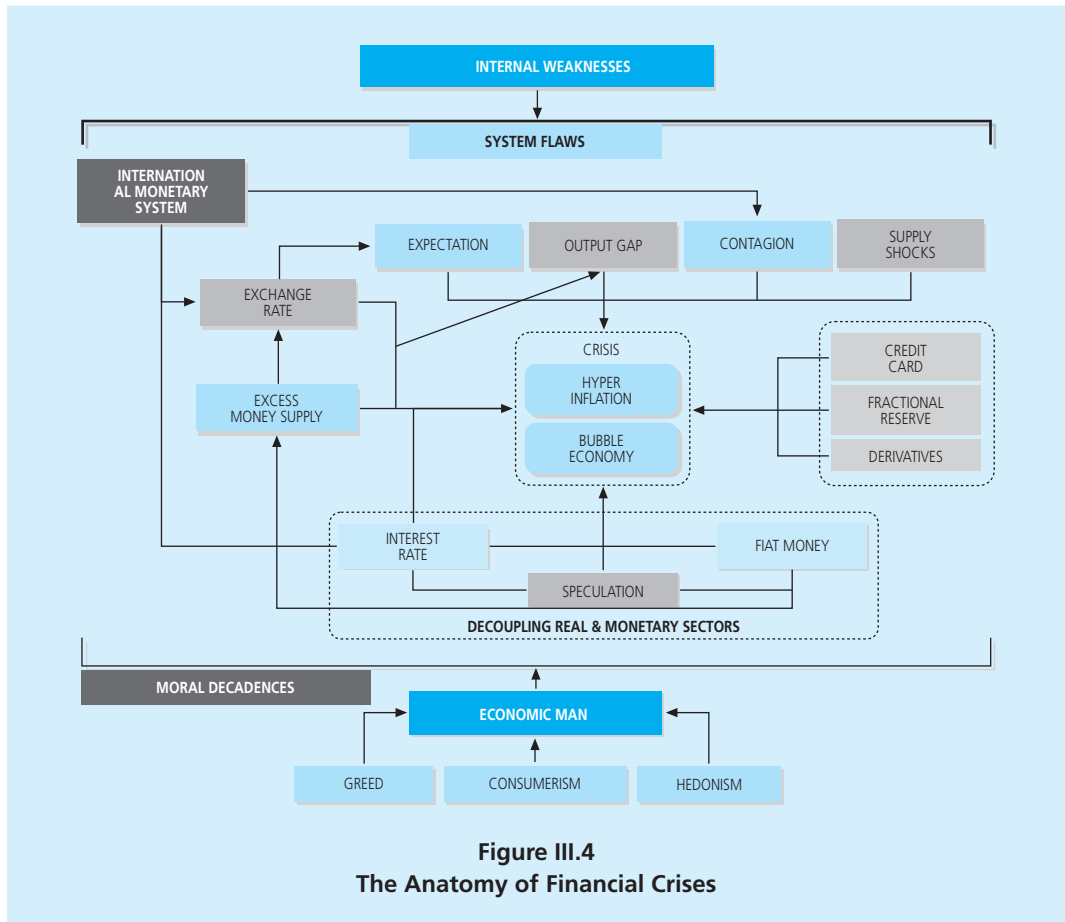 INTERNAL WEAKNESSES
SYSTEM FLAWS
INTERNATION
AL MONETARY
SYSTEM
EXPECTATION
OUTPUT GAP
CONTAGION
SUPPLY
SHOCKS
EXCHANGE
RATE
CRISIS
HYPER
INFLATION
BUBBLE
ECONOMY
CREDIT
CARD
FRACTIONAL
RESERVE
DERIVATIVES
EXCESS
MONEY SUPPLY
INTEREST
RATE
FIAT MONEY
SPECULATION
DECOUPLING REAL & MONETARY SECTORS
MORAL DECADENCES
ECONOMIC MAN
GREED
CONSUMERISM
HEDONISM
Figure III.4
The Anatomy of Financial Crises